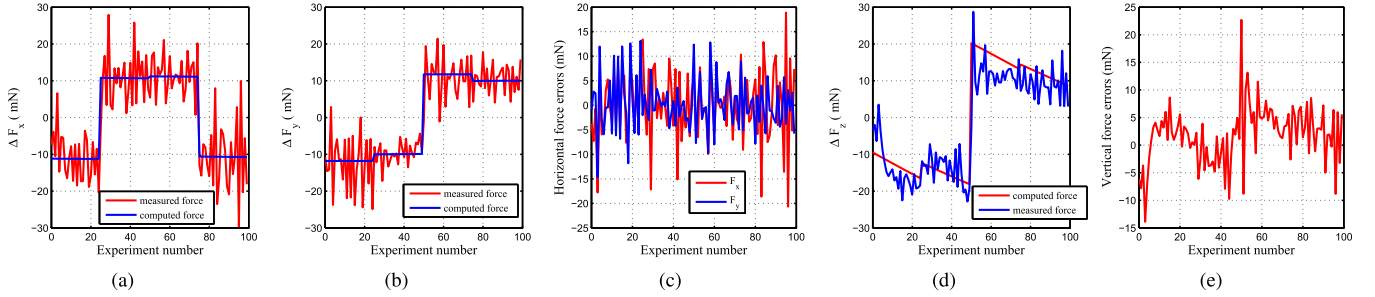 30
20
10
0
−10
−20
−30
0 20 40 60 80 100
Δ Fx ( mN)
Experiment number
measured force
computed force
(a)
30
20
10
0
−10
−20
−30
0 20 40 60 80 100
Δ Fy ( mN)
Experiment number
measured force
computed force
(b)
20
15
10
5
0
−5
−10
−15
−20
−25
0 20 40 60 80 100
Horizontal force errors (mN)
Experiment number
Fx
Fy
(c)
30
20
10
0
−10
−20
−30
0 20 40 60 80 100
Δ Fz ( mN)
Experiment number
computed force
measured force
(d)
25
20
15
10
5
0
−5
−10
−15
0 20 40 60 80 100
Vertical force errors (mN)
Experiment number
(e)